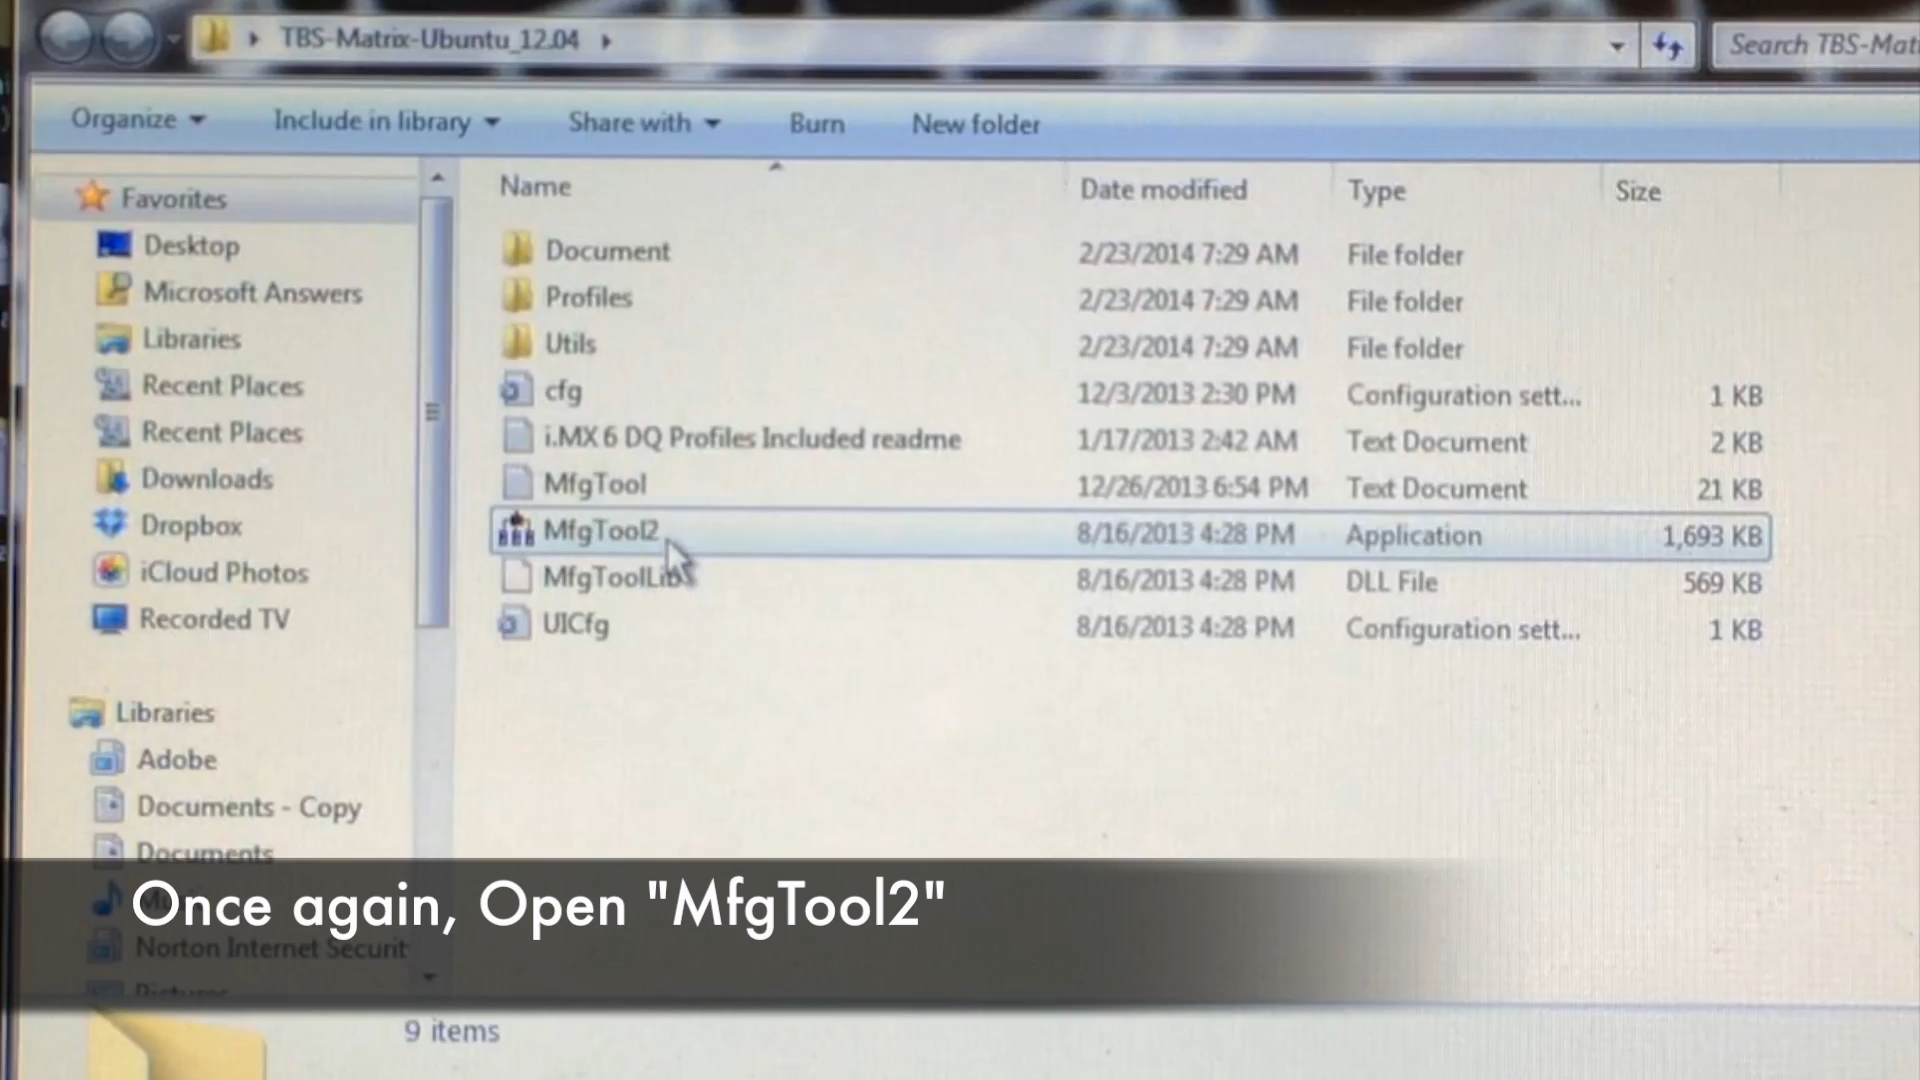 TBS-Matrix-Ubuntu_12.04
Search TBS-Mat
Organize
Include in library
Share with
Burn
New folder
Favorites
Desktop
Microsoft Answers
Libraries
Recent Places
Recent Places
Downloads
Dropbox
iCloud Photos
Recorded TV
Libraries
Adobe
Documents - Copy
Documents
Norton Internet Securit
Pictures
Name Date modified Type Size
Document 2/23/2014 7:29 AM File folder
Profiles 2/23/2014 7:29 AM File folder
Utils 2/23/2014 7:29 AM File folder
cfg 12/3/2013 2:30 PM Configuration sett... 1 KB
i.MX 6 DQ Profiles Included readme 1/17/2013 2:42 AM Text Document 2 KB
MfgTool 12/26/2013 6:54 PM Text Document 21 KB
MfgTool2 8/16/2013 4:28 PM Application 1,693 KB
MfgToolLib 8/16/2013 4:28 PM DLL File 569 KB
UICfg 8/16/2013 4:28 PM Configuration sett... 1 KB
Once again, Open "MfgTool2"
9 items